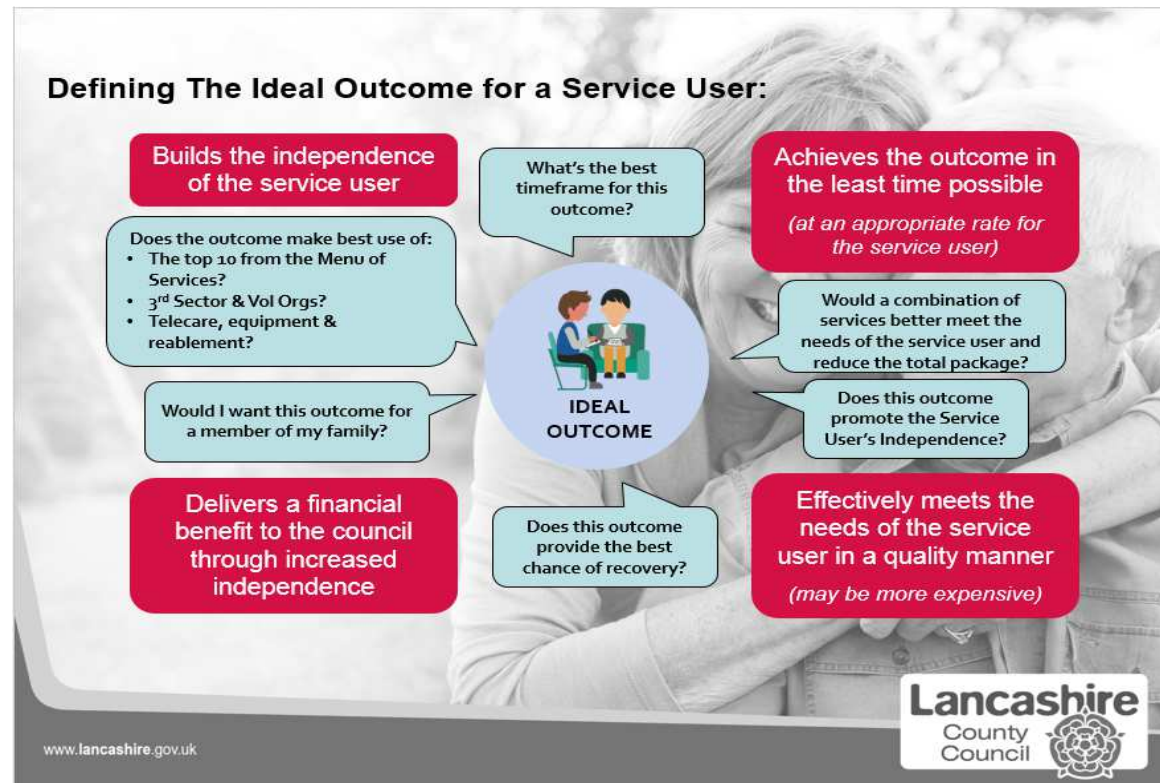 Defining The Ideal Outcome for a Service User:
Builds the independence
of the service user
What's the best
timeframe for this
outcome?
Achieves the outcome in
the least time possible
(at an appropriate rate for
the service user)
Does the outcome make best use of:
• The top 10 from the Menu of
Services?
• 3rd Sector & Vol Orgs?
• Telecare, equipment &
reablement?
Would a combination of
services better meet the
needs of the service user and
reduce the total package?
IDEAL
OUTCOME
Would I want this outcome for
a member of my family?
Does this outcome
promote the Service
User's Independence?
Delivers a financial
benefit to the council
through increased
independence
Does this outcome
provide the best
chance of recovery?
Effectively meets the
needs of the service
user in a quality manner
(may be more expensive)
www.lancashire.gov.uk
Lancashire
County
Council